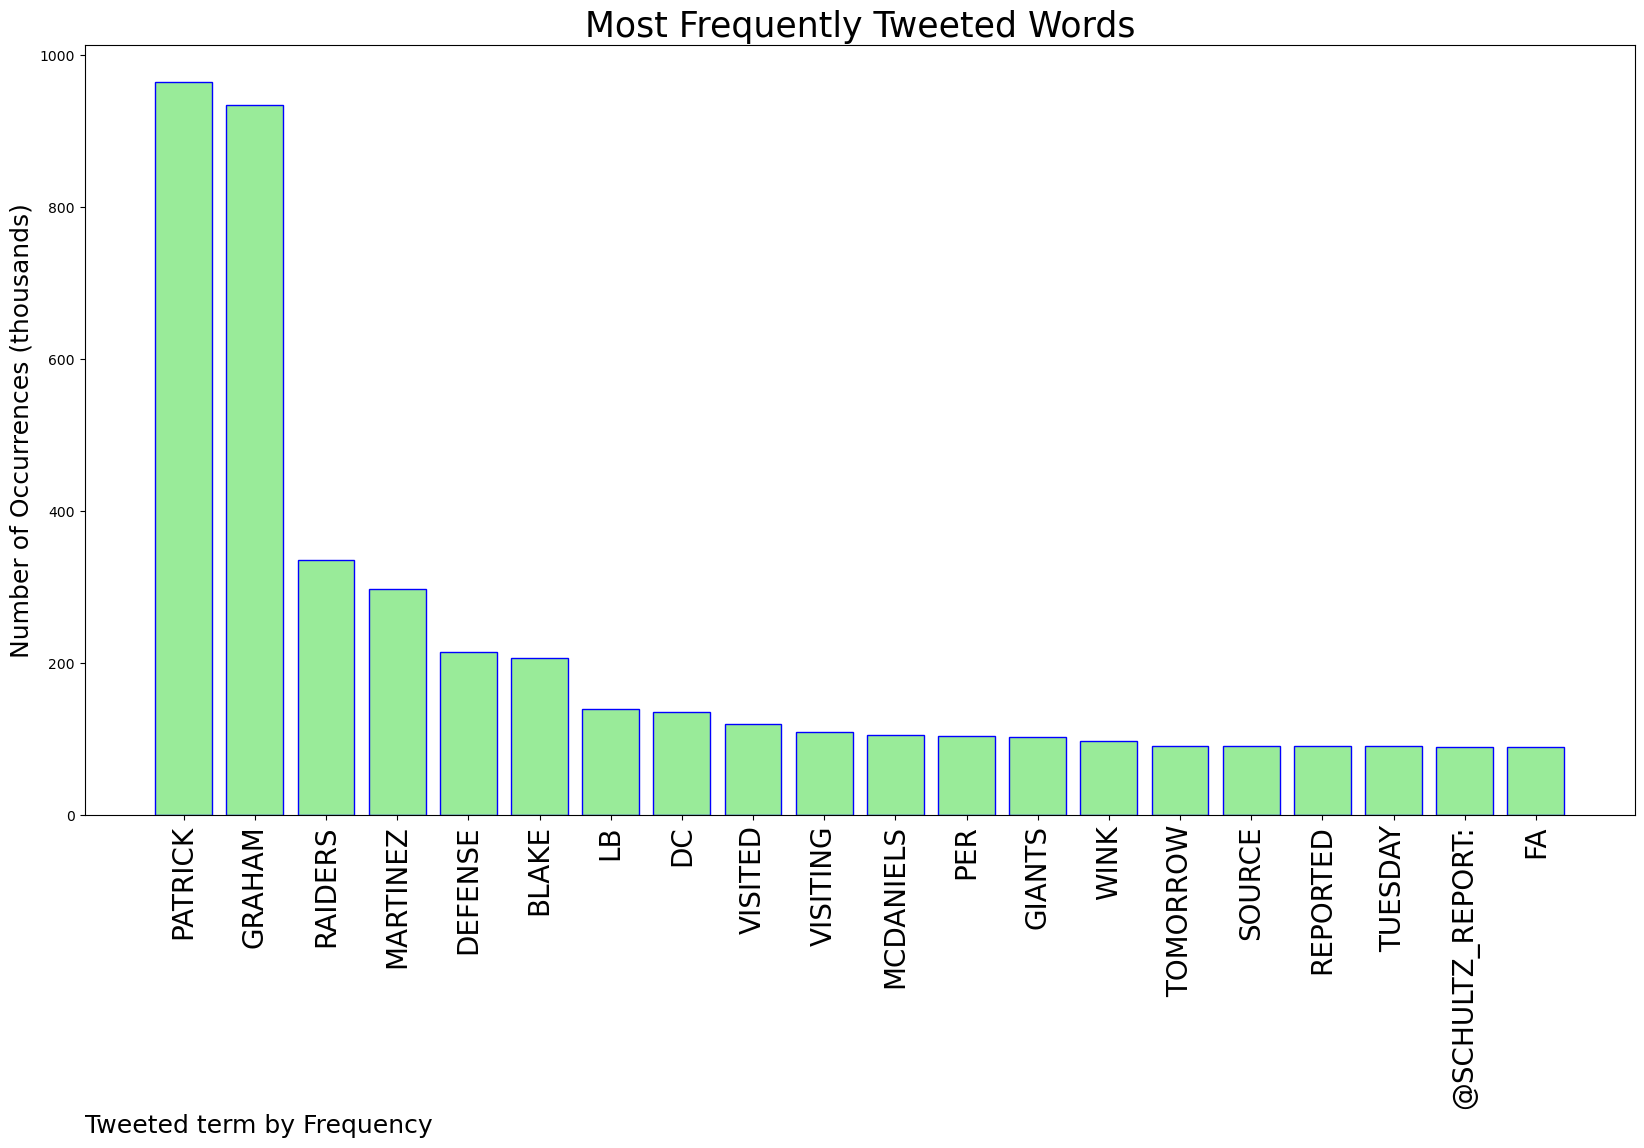 Most Frequently Tweeted Words
Number of Occurrences (thousands)
1000
800
600
400
200
0
PATRICK
GRAHAM
RAIDERS
MARTINEZ
DEFENSE
BLAKE
LB
DC
VISITED
VISITING
MCDANIELS
PER
GIANTS
WINK
TOMORROW
SOURCE
REPORTED
TUESDAY
@SCHULTZ_REPORT:
FA
Tweeted term by Frequency